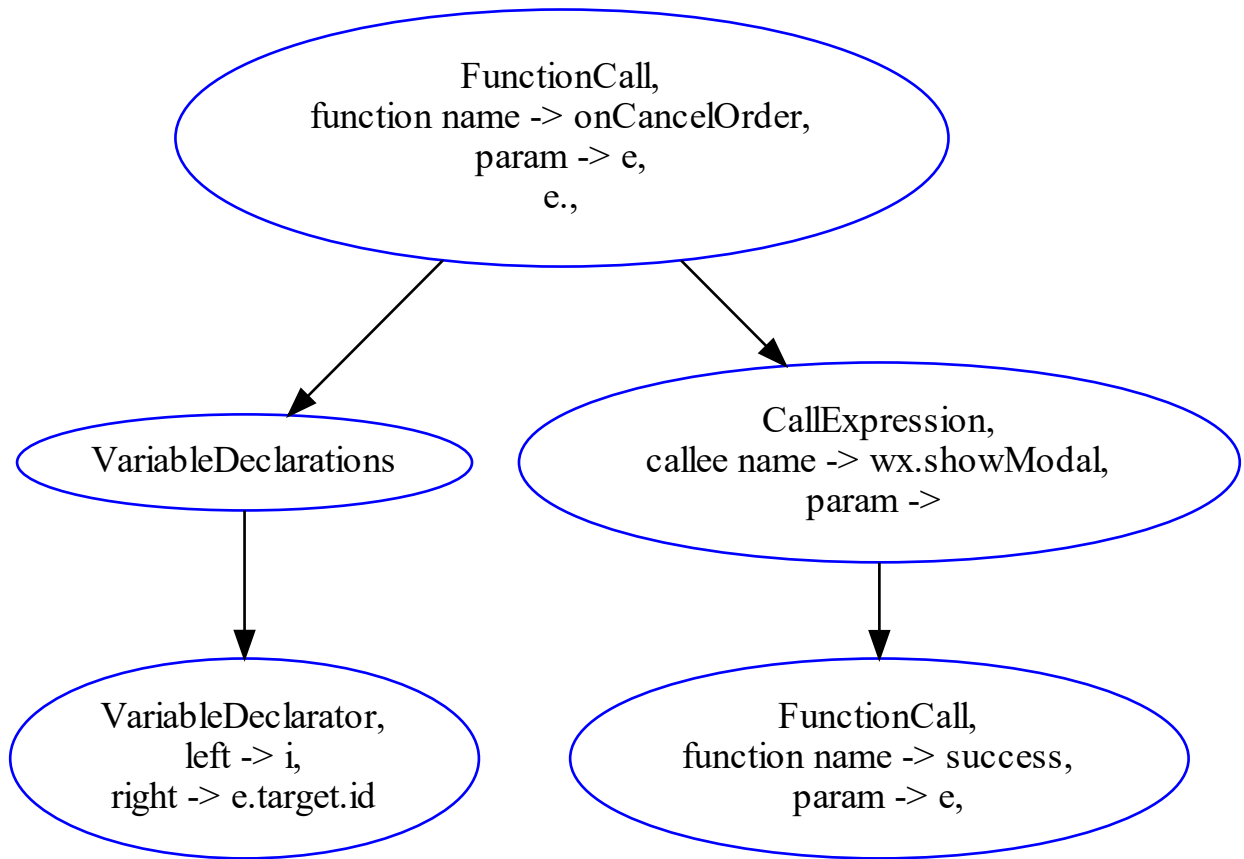 FunctionCall,
function name -> onCancelOrder,
param -> e,
e.,
VariableDeclarations
CallExpression,
callee name -> wx.showModal,
param ->
VariableDeclarator,
left -> i,
right -> e.target.id
FunctionCall,
function name -> success,
param -> e,